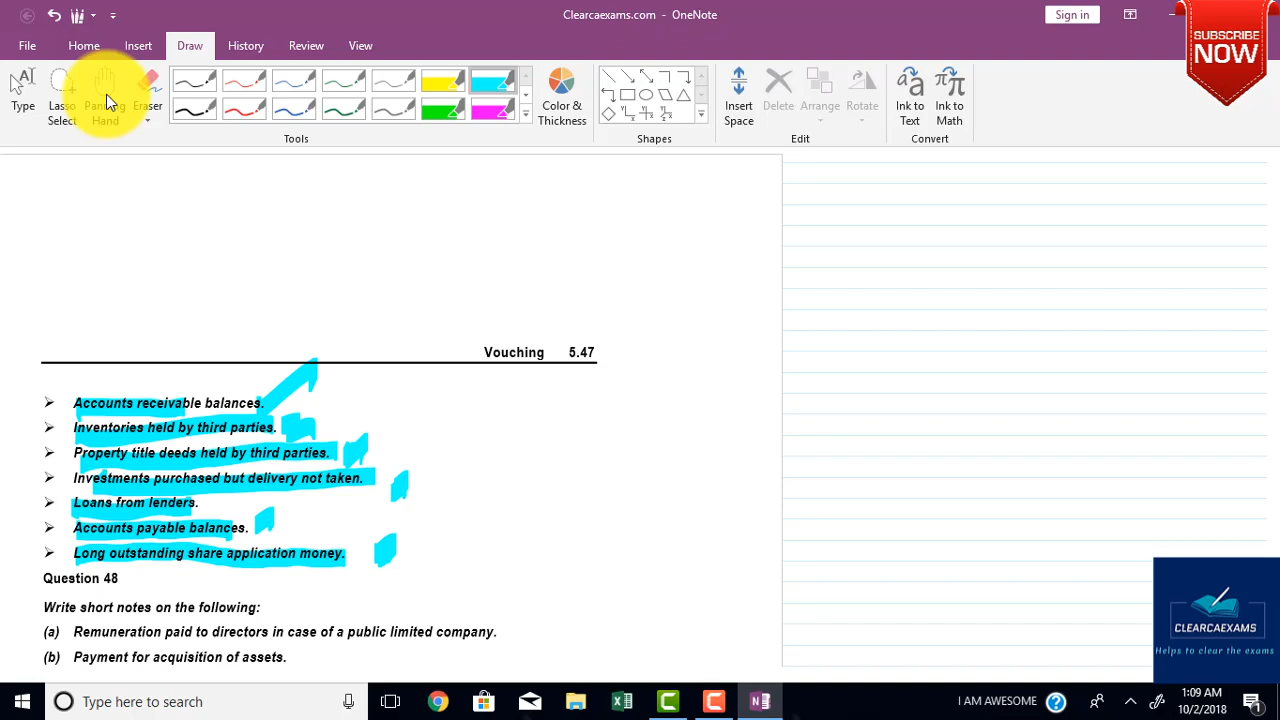 Clearcaexams.com - OneNote
Sign in
SUBSCRIBE
NOW
File Home Insert Draw History Review View
Type
Lasso
Select
Panning
Hand
Eraser
Color &
Thickness
Insert
Space
Delete
Arrange
Rotate
Ink to
Text
Ink to
Math
Tools
Shapes
Edit
Convert
Vouching 5.47
Accounts receivable balances.
Inventories held by third parties.
Property title deeds held by third parties.
Investments purchased but delivery not taken.
Loans from lenders.
Accounts payable balances.
Long outstanding share application money.
Question 48
Write short notes on the following:
(a) Remuneration paid to directors in case of a public limited company.
(b) Payment for acquisition of assets.
CLEARCAEXAMS
Helps to clear the exams
Type here to search
I AM AWESOME
1:09 AM
10/2/2018
1